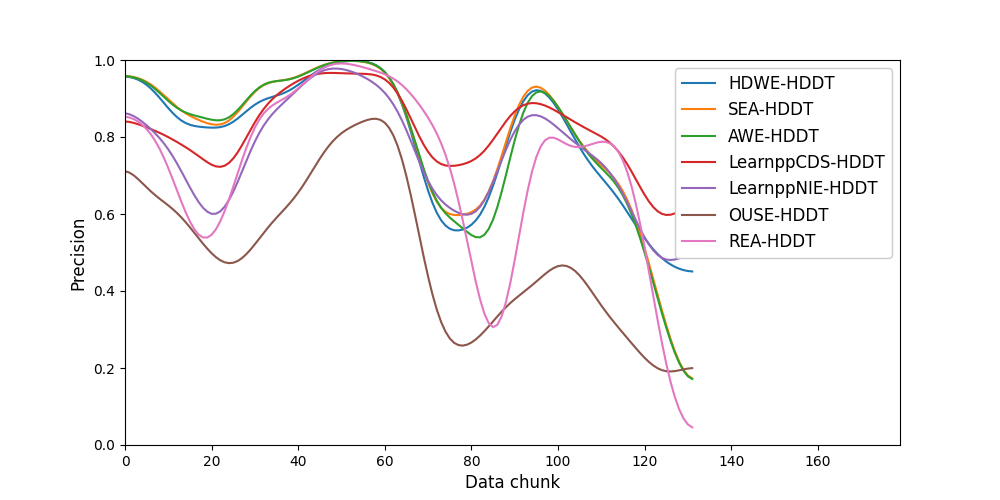 1.0
0.8
0.6
0.4
0.2
0.0
Precision
0 20 40 60 80 100 120 140 160
Data chunk
HDWE-HDDT
SEA-HDDT
AWE-HDDT
LearnppCDS-HDDT
LearnppNIE-HDDT
OUSE-HDDT
REA-HDDT